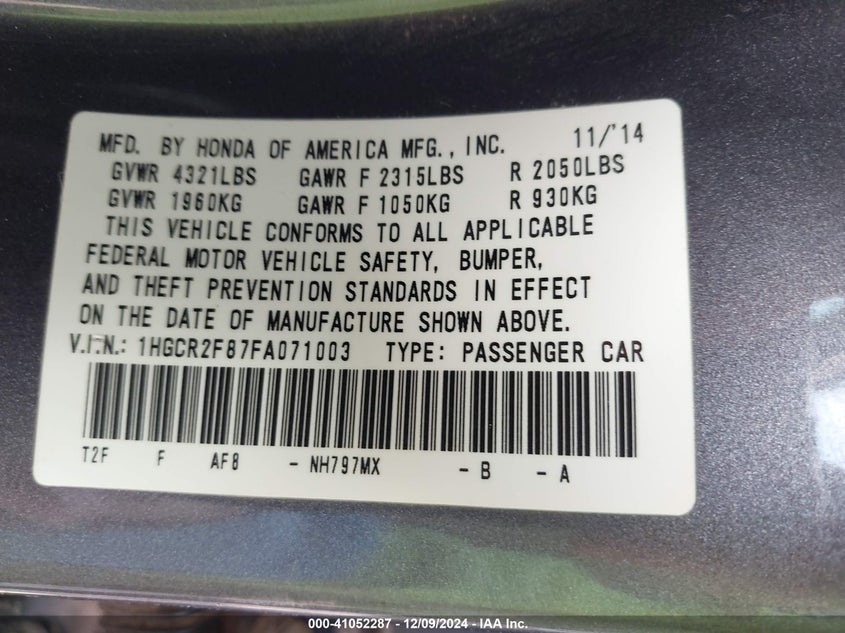 MFD. BY HONDA OF AMERICA MFG., INC. 11/'14
GVWR 4321LBS GAWR F 2315LBS R 2050LBS
GVWR 1960KG GAWR F 1050KG R 930KG
THIS VEHICLE CONFORMS TO ALL APPLICABLE
FEDERAL MOTOR VEHICLE SAFETY, BUMPER,
AND THEFT PREVENTION STANDARDS IN EFFECT
ON THE DATE OF MANUFACTURE SHOWN ABOVE.
V.I.N.: 1HGCR2F87FA071003 TYPE: PASSENGER CAR
T2F F AF8 - NH797MX - B - A
000-41052287 - 12/09/2024 - IAA Inc.